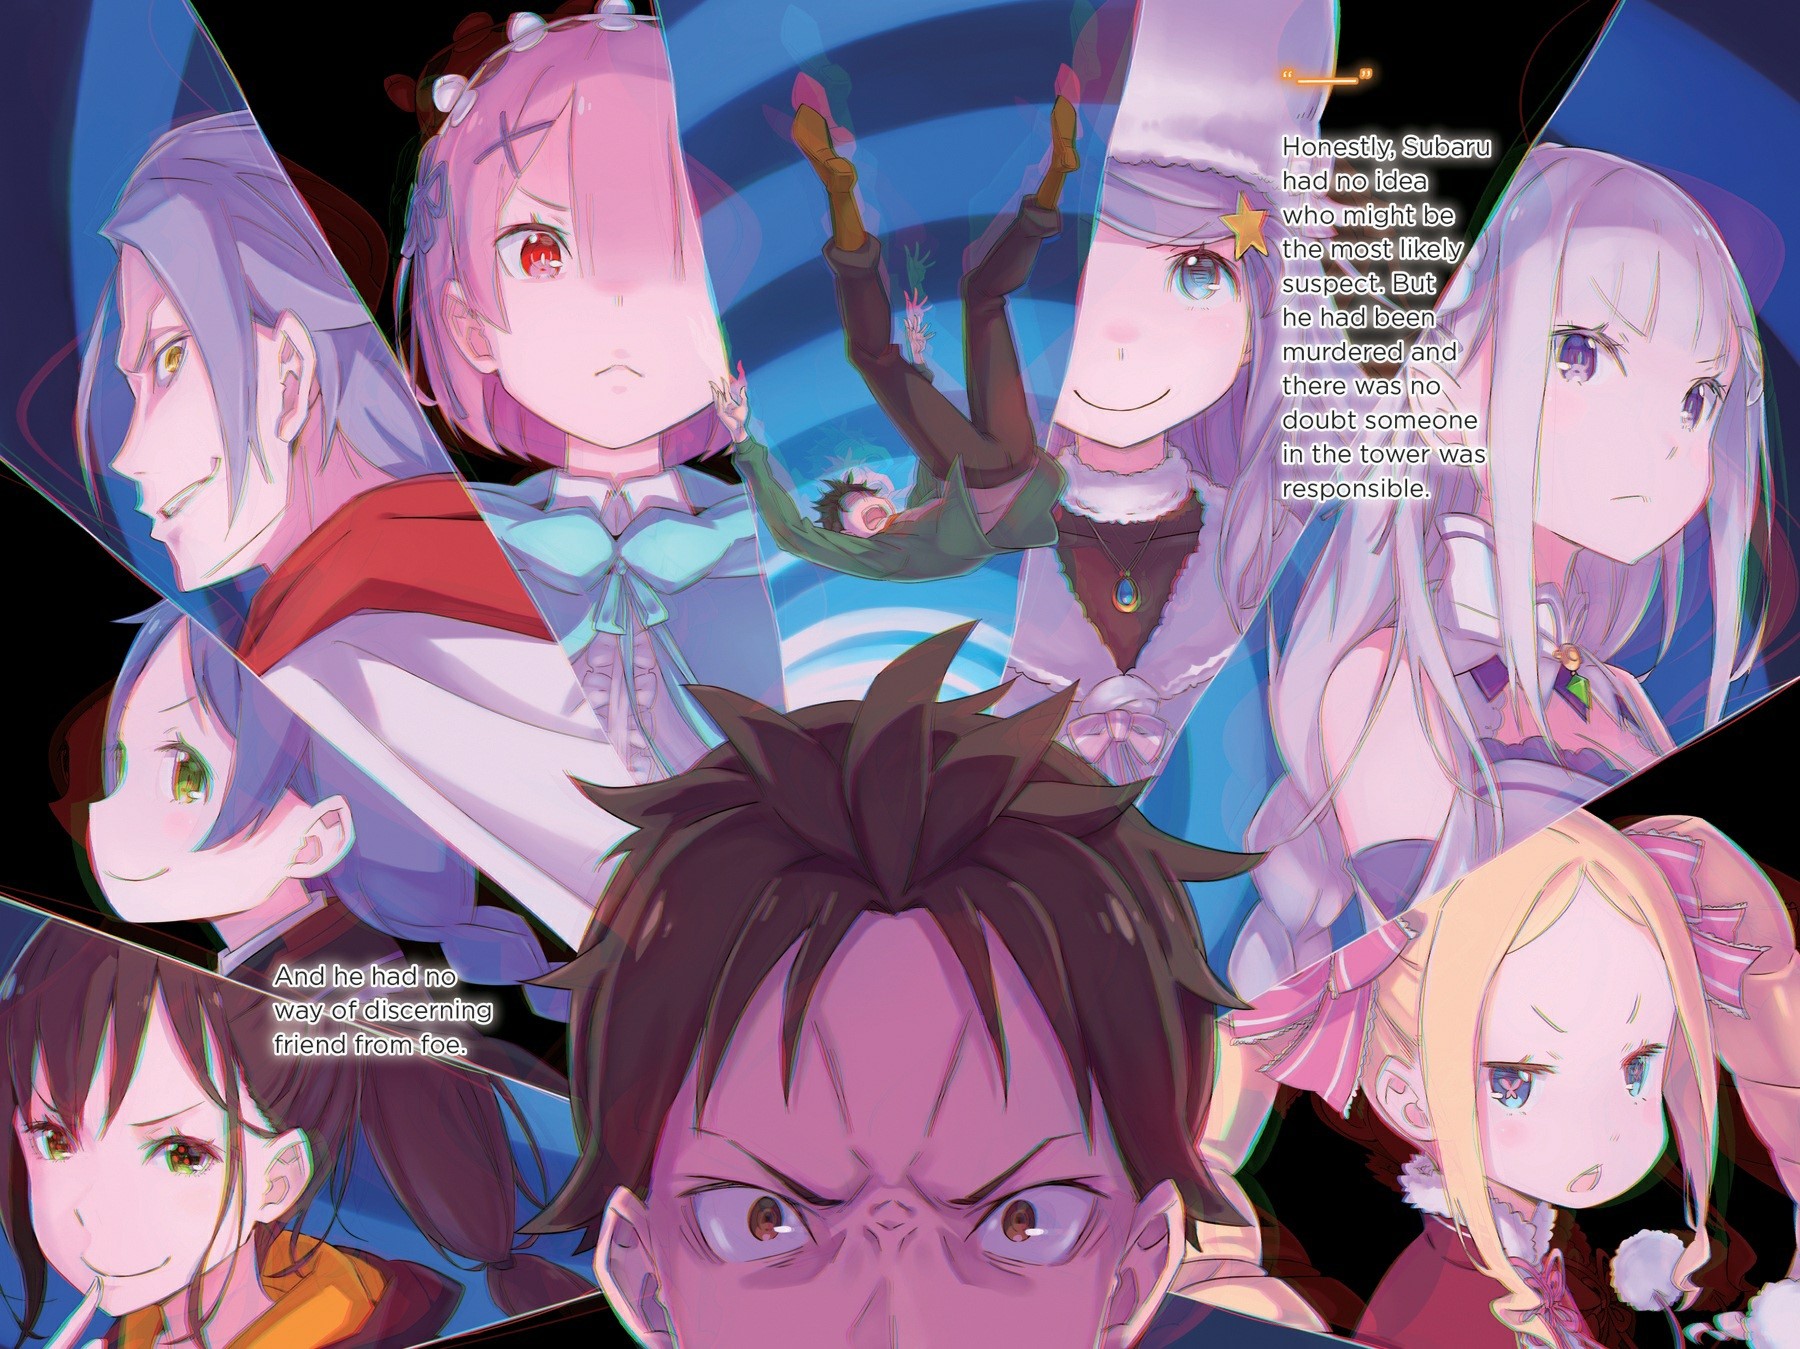 “———”
Honestly, Subaru
had no idea
who might be
the most likely
suspect. But
he had been
murdered and
there was no
doubt someone
in the tower was
responsible.
And he had no
way of discerning
friend from foe.